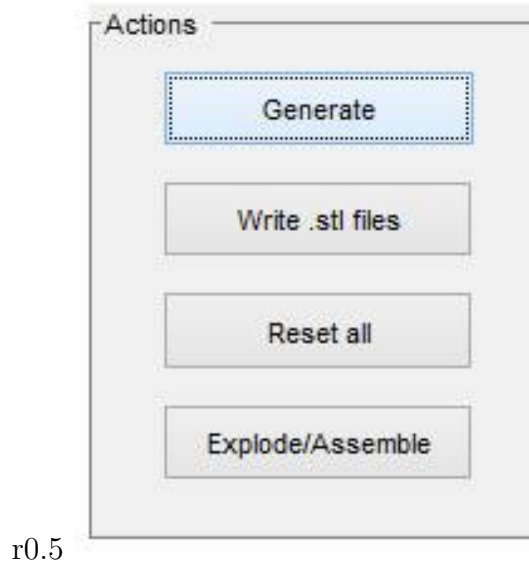 Actions
Generate
Write .stl files
Reset all
Explode/Assemble
r0.5